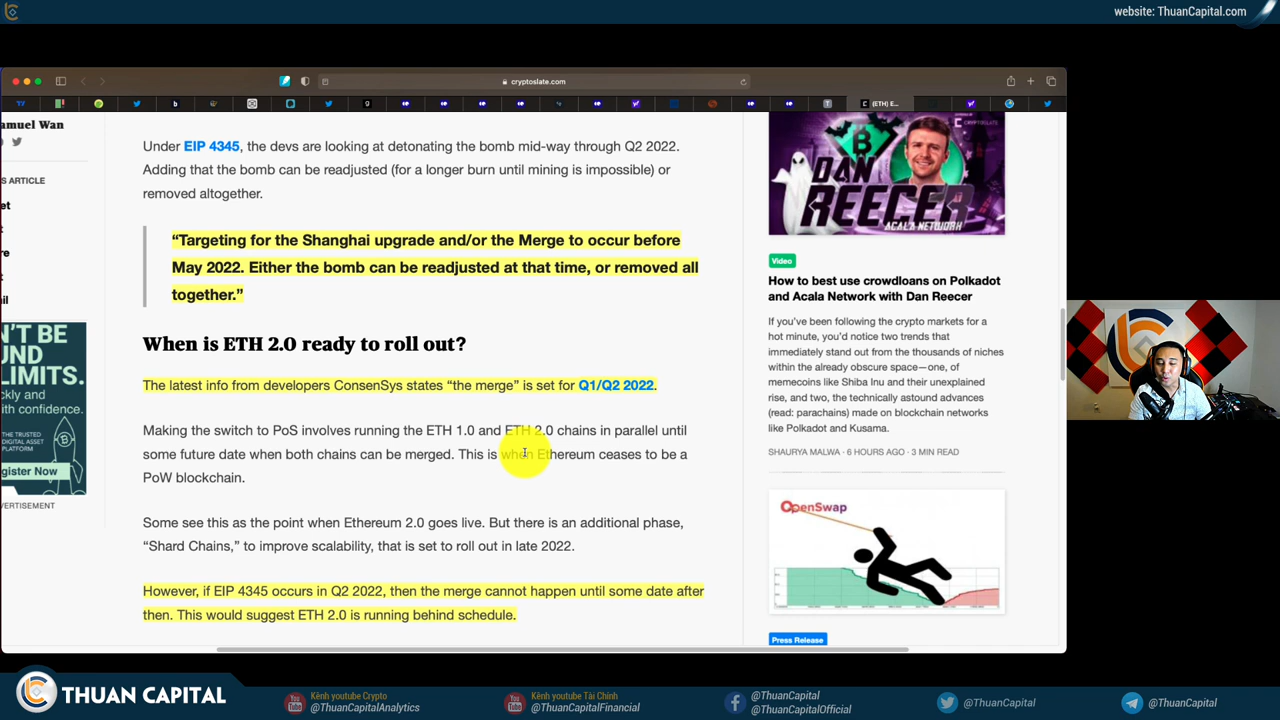 website: ThuanCapital.com
cryptoslate.com
(ETH) E...
amuel Wan
S ARTICLE
Under EIP 4345, the devs are looking at detonating the bomb mid-way through Q2 2022.
Adding that the bomb can be readjusted (for a longer burn until mining is impossible) or
removed altogether.
“Targeting for the Shanghai upgrade and/or the Merge to occur before
May 2022. Either the bomb can be readjusted at that time, or removed all
together.”
When is ETH 2.0 ready to roll out?
The latest info from developers ConsenSys states “the merge” is set for Q1/Q2 2022.
Making the switch to PoS involves running the ETH 1.0 and ETH 2.0 chains in parallel until
some future date when both chains can be merged. This is when Ethereum ceases to be a
PoW blockchain.
Some see this as the point when Ethereum 2.0 goes live. But there is an additional phase,
“Shard Chains,” to improve scalability, that is set to roll out in late 2022.
However, if EIP 4345 occurs in Q2 2022, then the merge cannot happen until some date after
then. This would suggest ETH 2.0 is running behind schedule.
N'T BE
UND
LIMITS.
ckly and
ith confidence.
THE TRUSTED
DIGITAL ASSET
PLATFORM
gister Now
VERTISEMENT
DAN
REECER
ACALA NETWORK
Video
How to best use crowdloans on Polkadot
and Acala Network with Dan Reecer
If you've been following the crypto markets for a
hot minute, you'd notice two trends that
immediately stand out from the thousands of niches
within the already obscure space—one, of
memecoins like Shiba Inu and their unexplained
rise, and two, the technically astound advances
(read: parachains) made on blockchain networks
like Polkadot and Kusama.
SHAURYA MALWA · 6 HOURS AGO · 3 MIN READ
OpenSwap
Press Release
THUAN CAPITAL
Kênh youtube Crypto
@ThuanCapitalAnalytics
Kênh youtube Tài Chính
@ThuanCapitalFinancial
@ThuanCapital
@ThuanCapitalOfficial
@ThuanCapital
@ThuanCapital